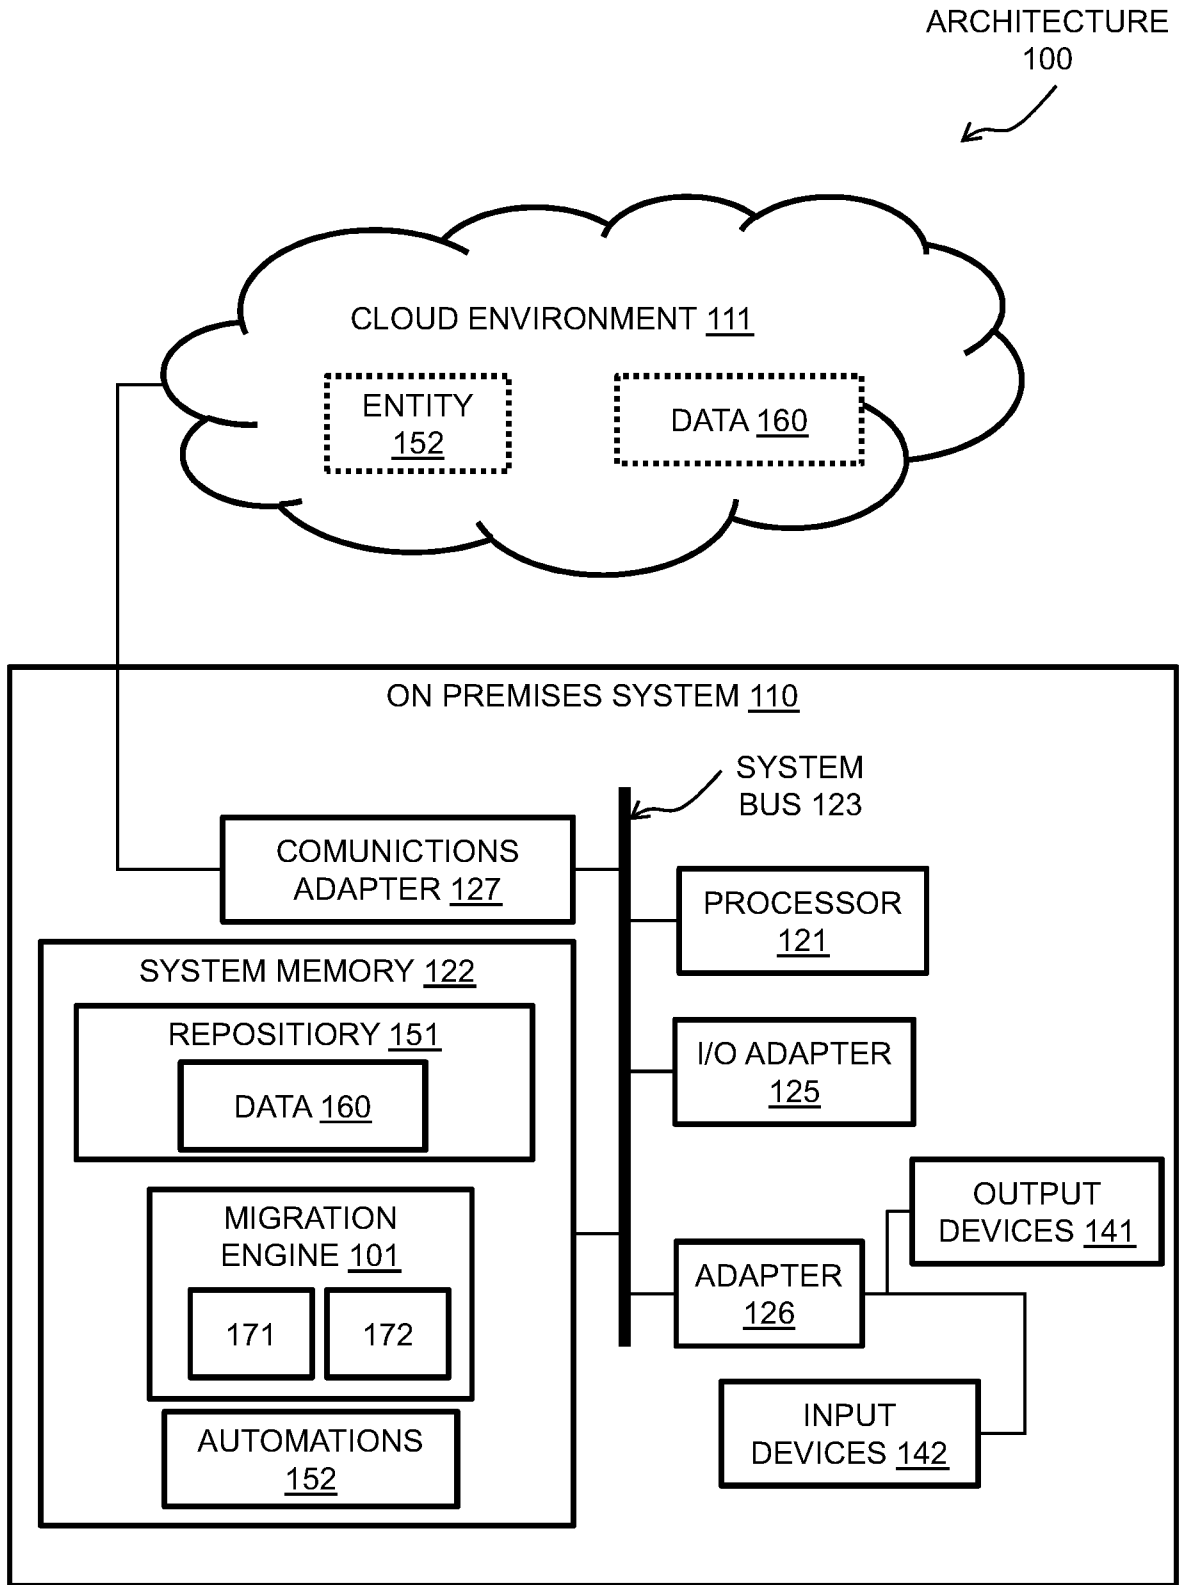 ARCHITECTURE
100
CLOUD ENVIRONMENT 111
ENTITY
152
DATA 160
ON PREMISES SYSTEM 110
SYSTEM
BUS 123
COMUNICTIONS
ADAPTER 127
PROCESSOR
121
SYSTEM MEMORY 122
REPOSITIORY 151
DATA 160
I/O ADAPTER
125
MIGRATION
ENGINE 101
171
172
OUTPUT
DEVICES 141
ADAPTER
126
AUTOMATIONS
152
INPUT
DEVICES 142